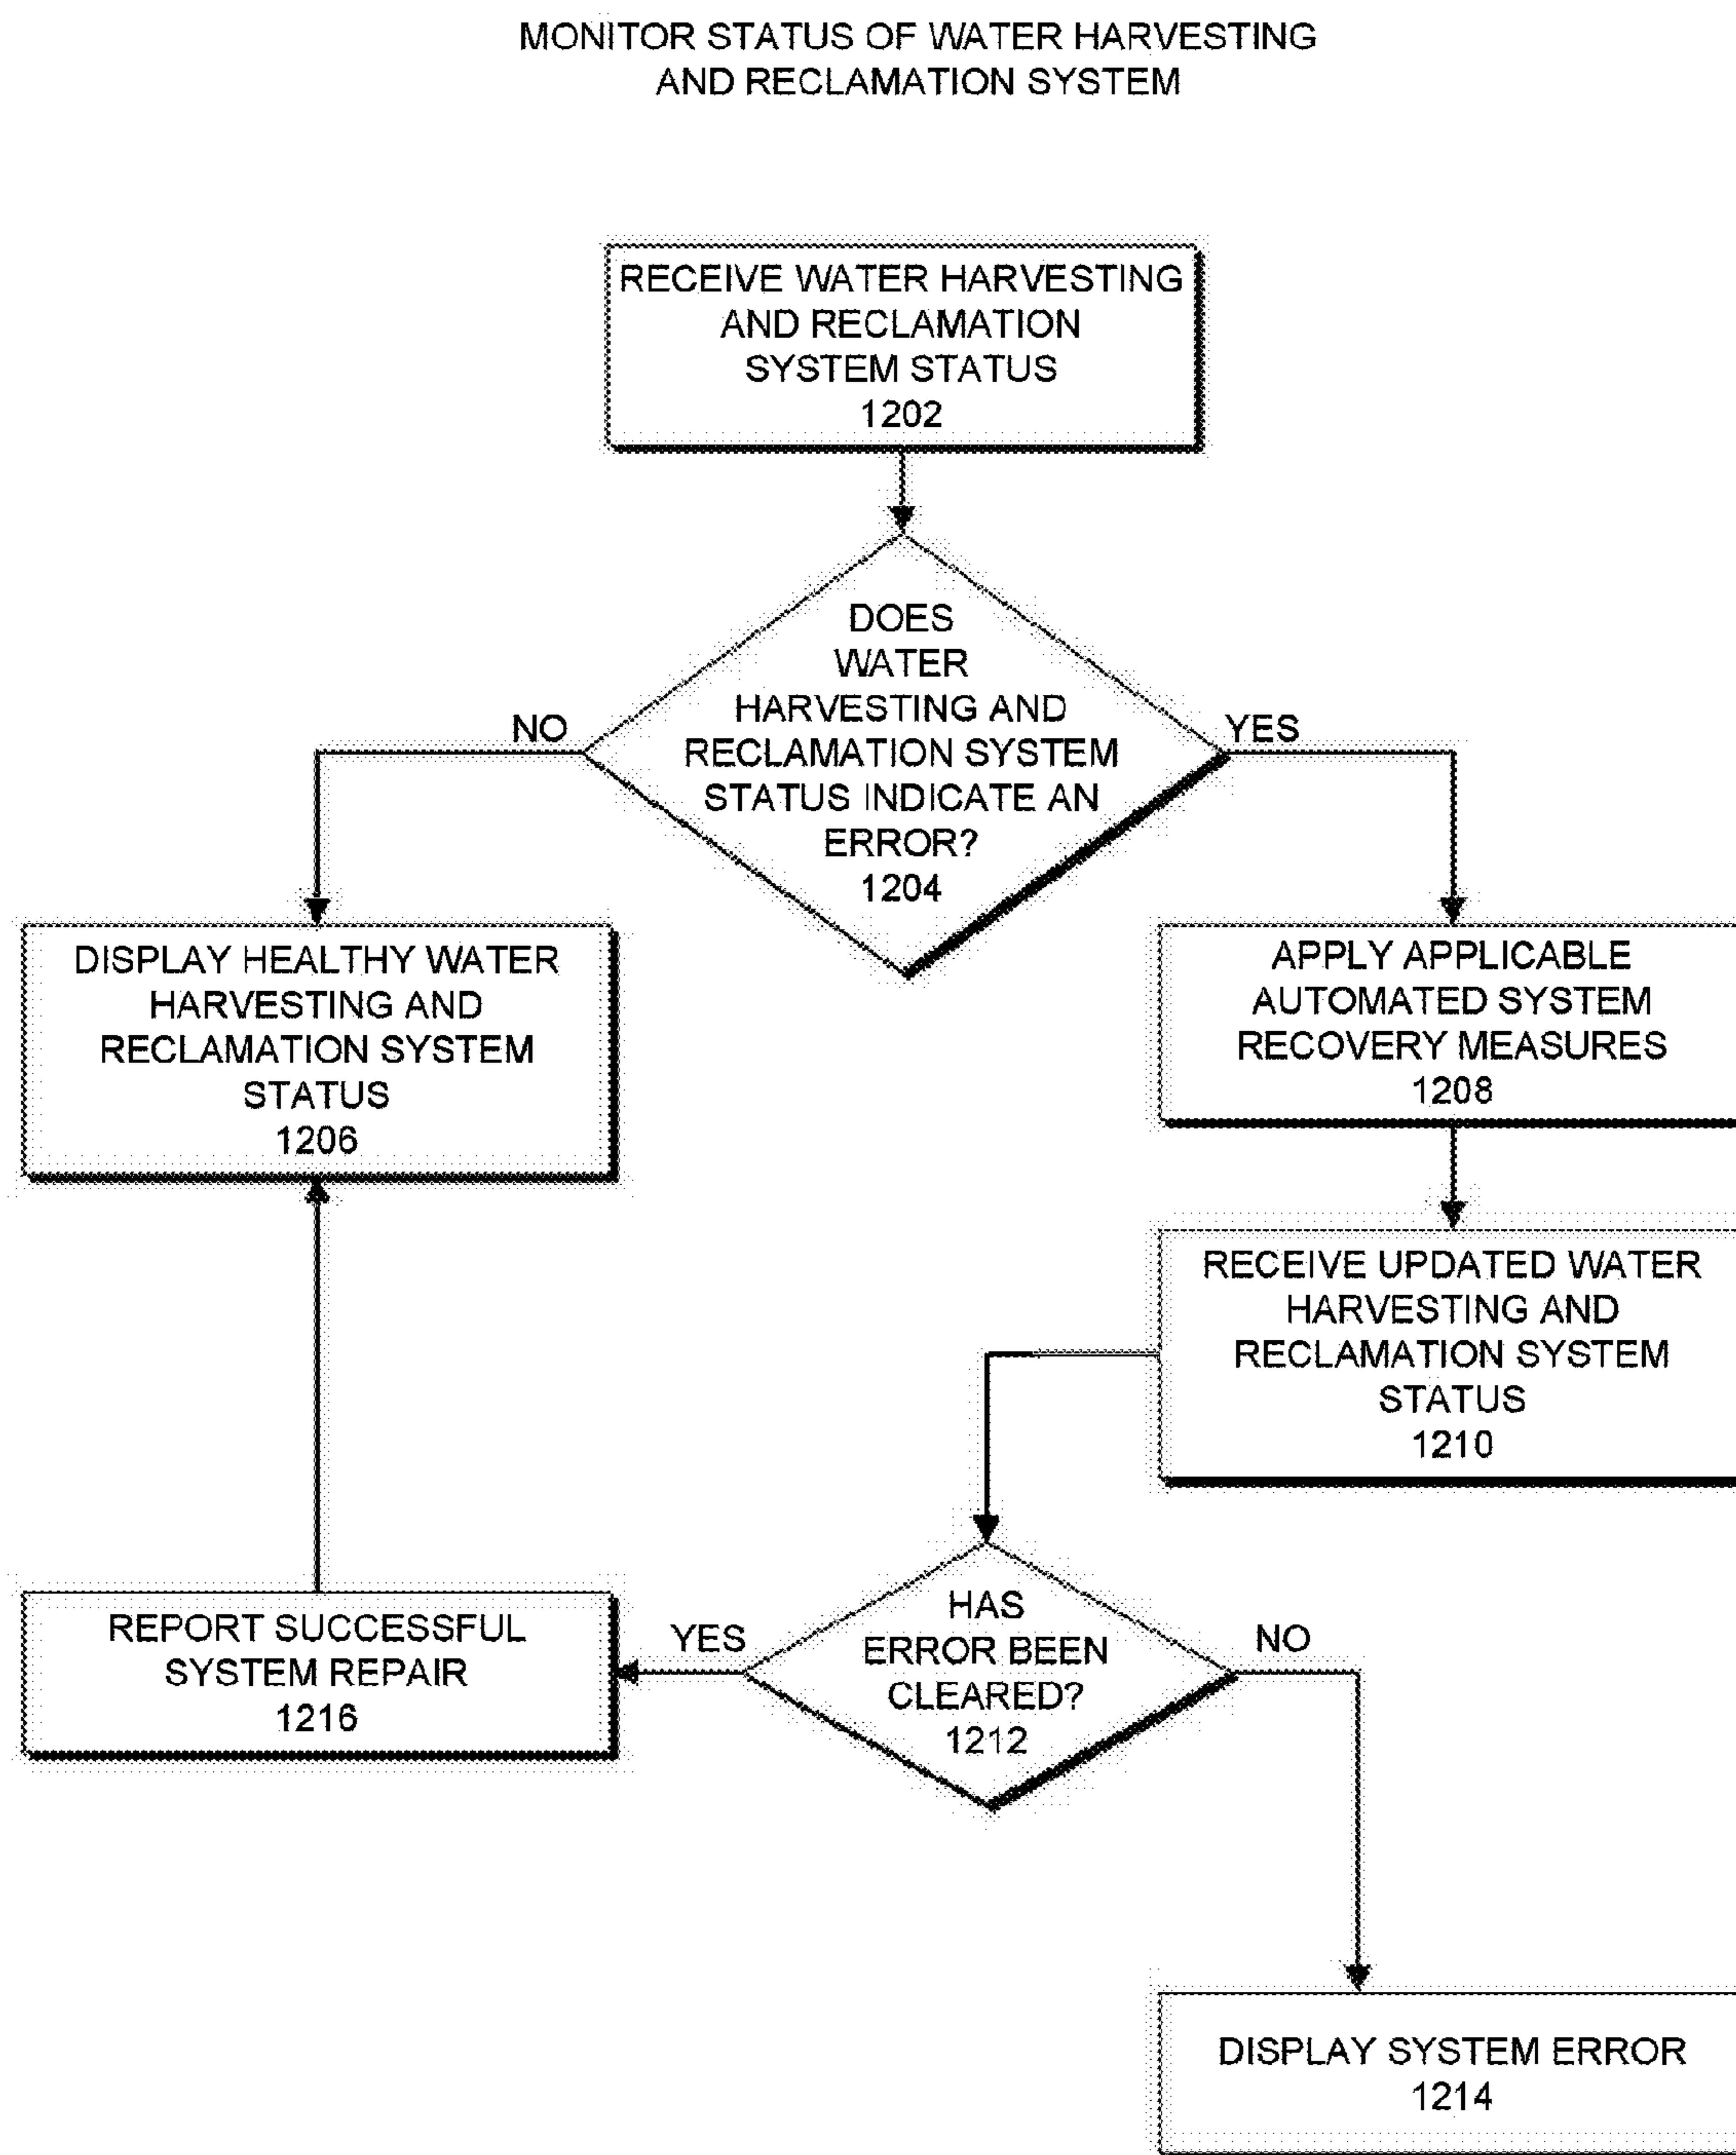 MONITOR STATUS OF WATER HARVESTING
AND RECLAMATION SYSTEM
RECEIVE WATER HARVESTING
AND RECLAMATION
SYSTEM STATUS
1202
DOES
WATER
HARVESTING AND
RECLAMATION SYSTEM
STATUS INDICATE AN
ERROR?
1204
NO
YES
DISPLAY HEALTHY WATER
HARVESTING AND
RECLAMATION SYSTEM
STATUS
1206
APPLY APPLICABLE
AUTOMATED SYSTEM
RECOVERY MEASURES
1208
RECEIVE UPDATED WATER
HARVESTING AND
RECLAMATION SYSTEM
STATUS
1210
HAS
ERROR BEEN
CLEARED?
1212
YES
NO
REPORT SUCCESSFUL
SYSTEM REPAIR
1216
DISPLAY SYSTEM ERROR
1214